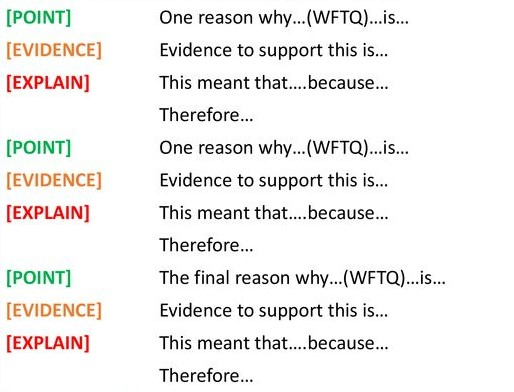 [POINT] One reason why…(WFTQ)…is…
[EVIDENCE] Evidence to support this is…
[EXPLAIN] This meant that….because…
Therefore…
[POINT] One reason why…(WFTQ)…is…
[EVIDENCE] Evidence to support this is…
[EXPLAIN] This meant that….because…
Therefore…
[POINT] The final reason why…(WFTQ)…is…
[EVIDENCE] Evidence to support this is…
[EXPLAIN] This meant that….because…
Therefore…